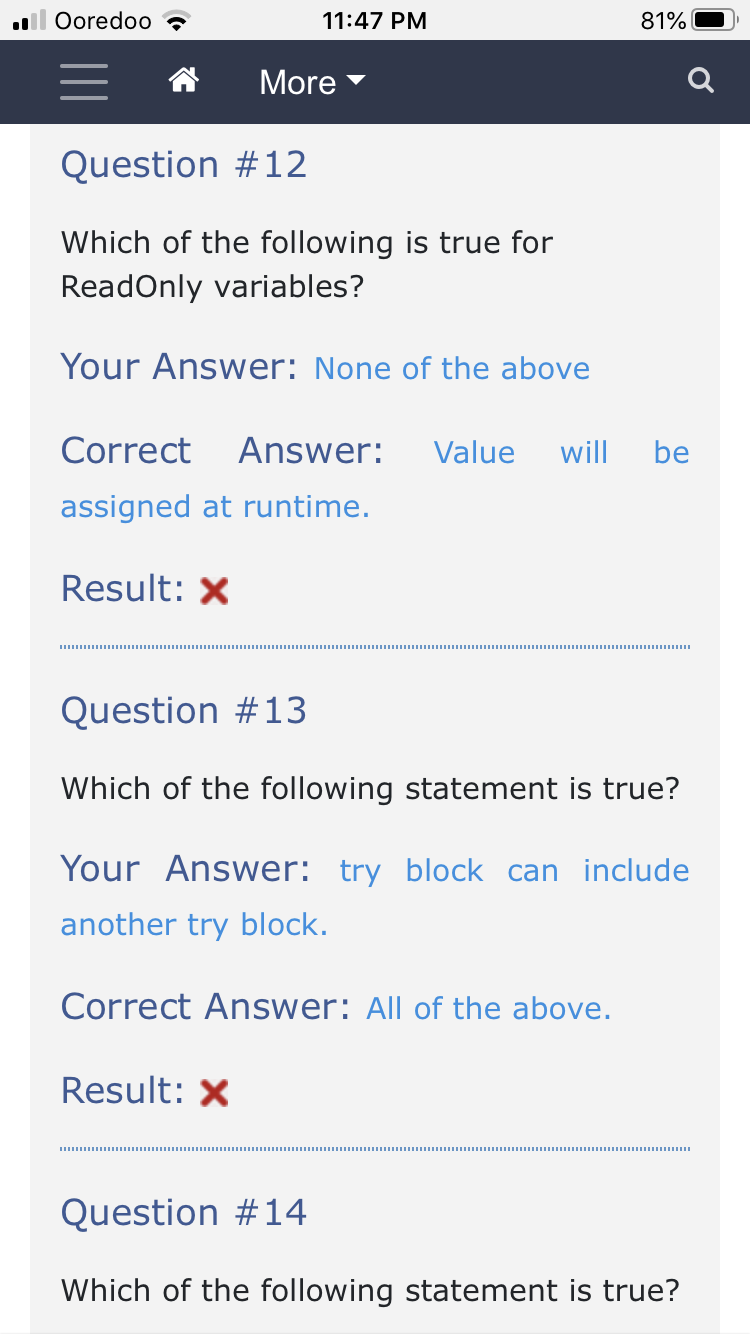 Ooredoo 11:47 PM 81%
More
Question #12
Which of the following is true for
ReadOnly variables?
Your Answer: None of the above
Correct Answer: Value will be
assigned at runtime.
Result:
Question #13
Which of the following statement is true?
Your Answer: try block can include
another try block.
Correct Answer: All of the above.
Result:
Question #14
Which of the following statement is true?